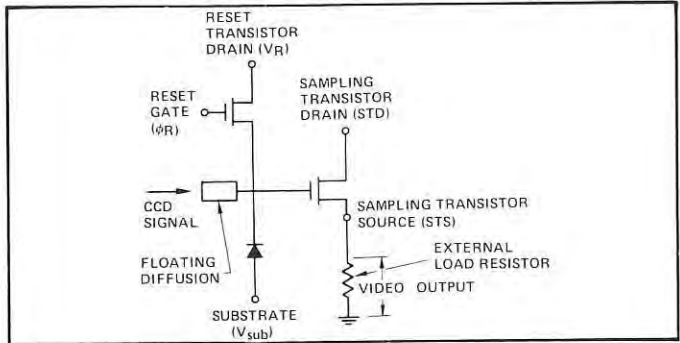 RESET
TRANSISTOR
DRAIN (VR)
SAMPLING
TRANSISTOR
DRAIN (STD)
RESET
GATE
(ϕR)
CCD
SIGNAL
SAMPLING TRANSISTOR
SOURCE (STS)
FLOATING
DIFFUSION
EXTERNAL
LOAD RESISTOR
VIDEO OUTPUT
SUBSTRATE
(Vsub)